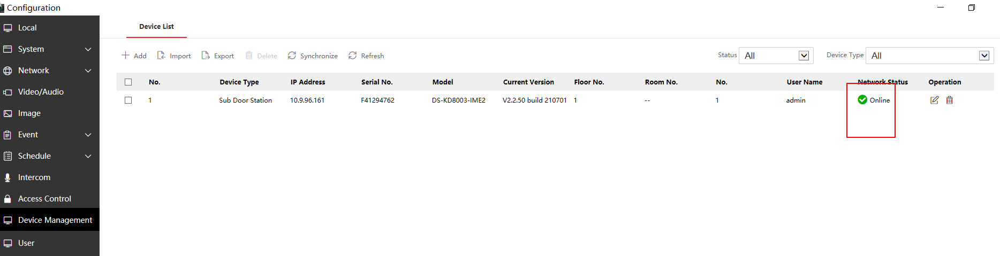 Configuration
Local
System
Network
Video/Audio
Image
Event
Schedule
Intercom
Access Control
Device Management
User
Device List
Add Import Export Delete Synchronize Refresh Status All Device Type All
No. Device Type IP Address Serial No. Model Current Version Floor No. Room No. No. User Name Network Status Operation
1 Sub Door Station 10.9.96.161 F41294762 DS-KD8003-IME2 V2.2.50 build 210701 1 -- 1 admin Online